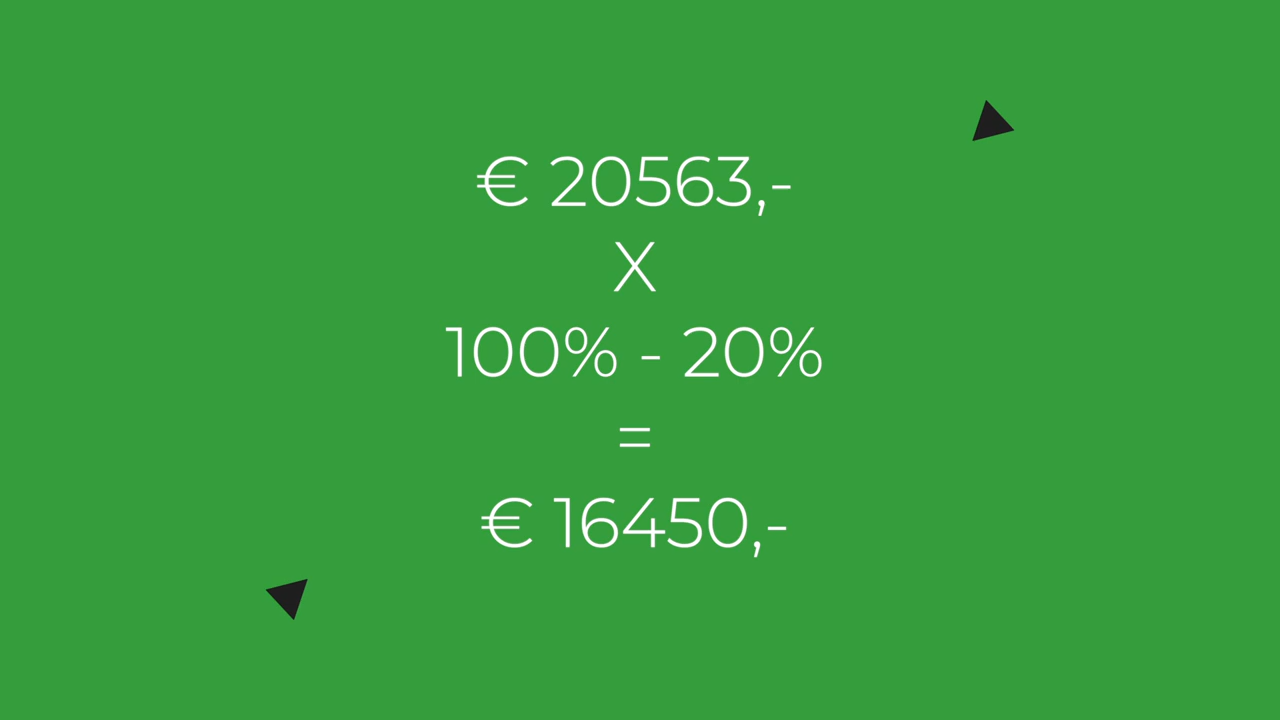 € 20563,-
X
100% - 20%
=
€ 16450,-